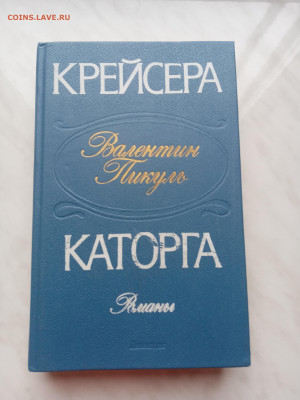 COINS.LAVE.RU
КРЕЙСЕРА
Валентин
Пикуль
КАТОРГА
Романы